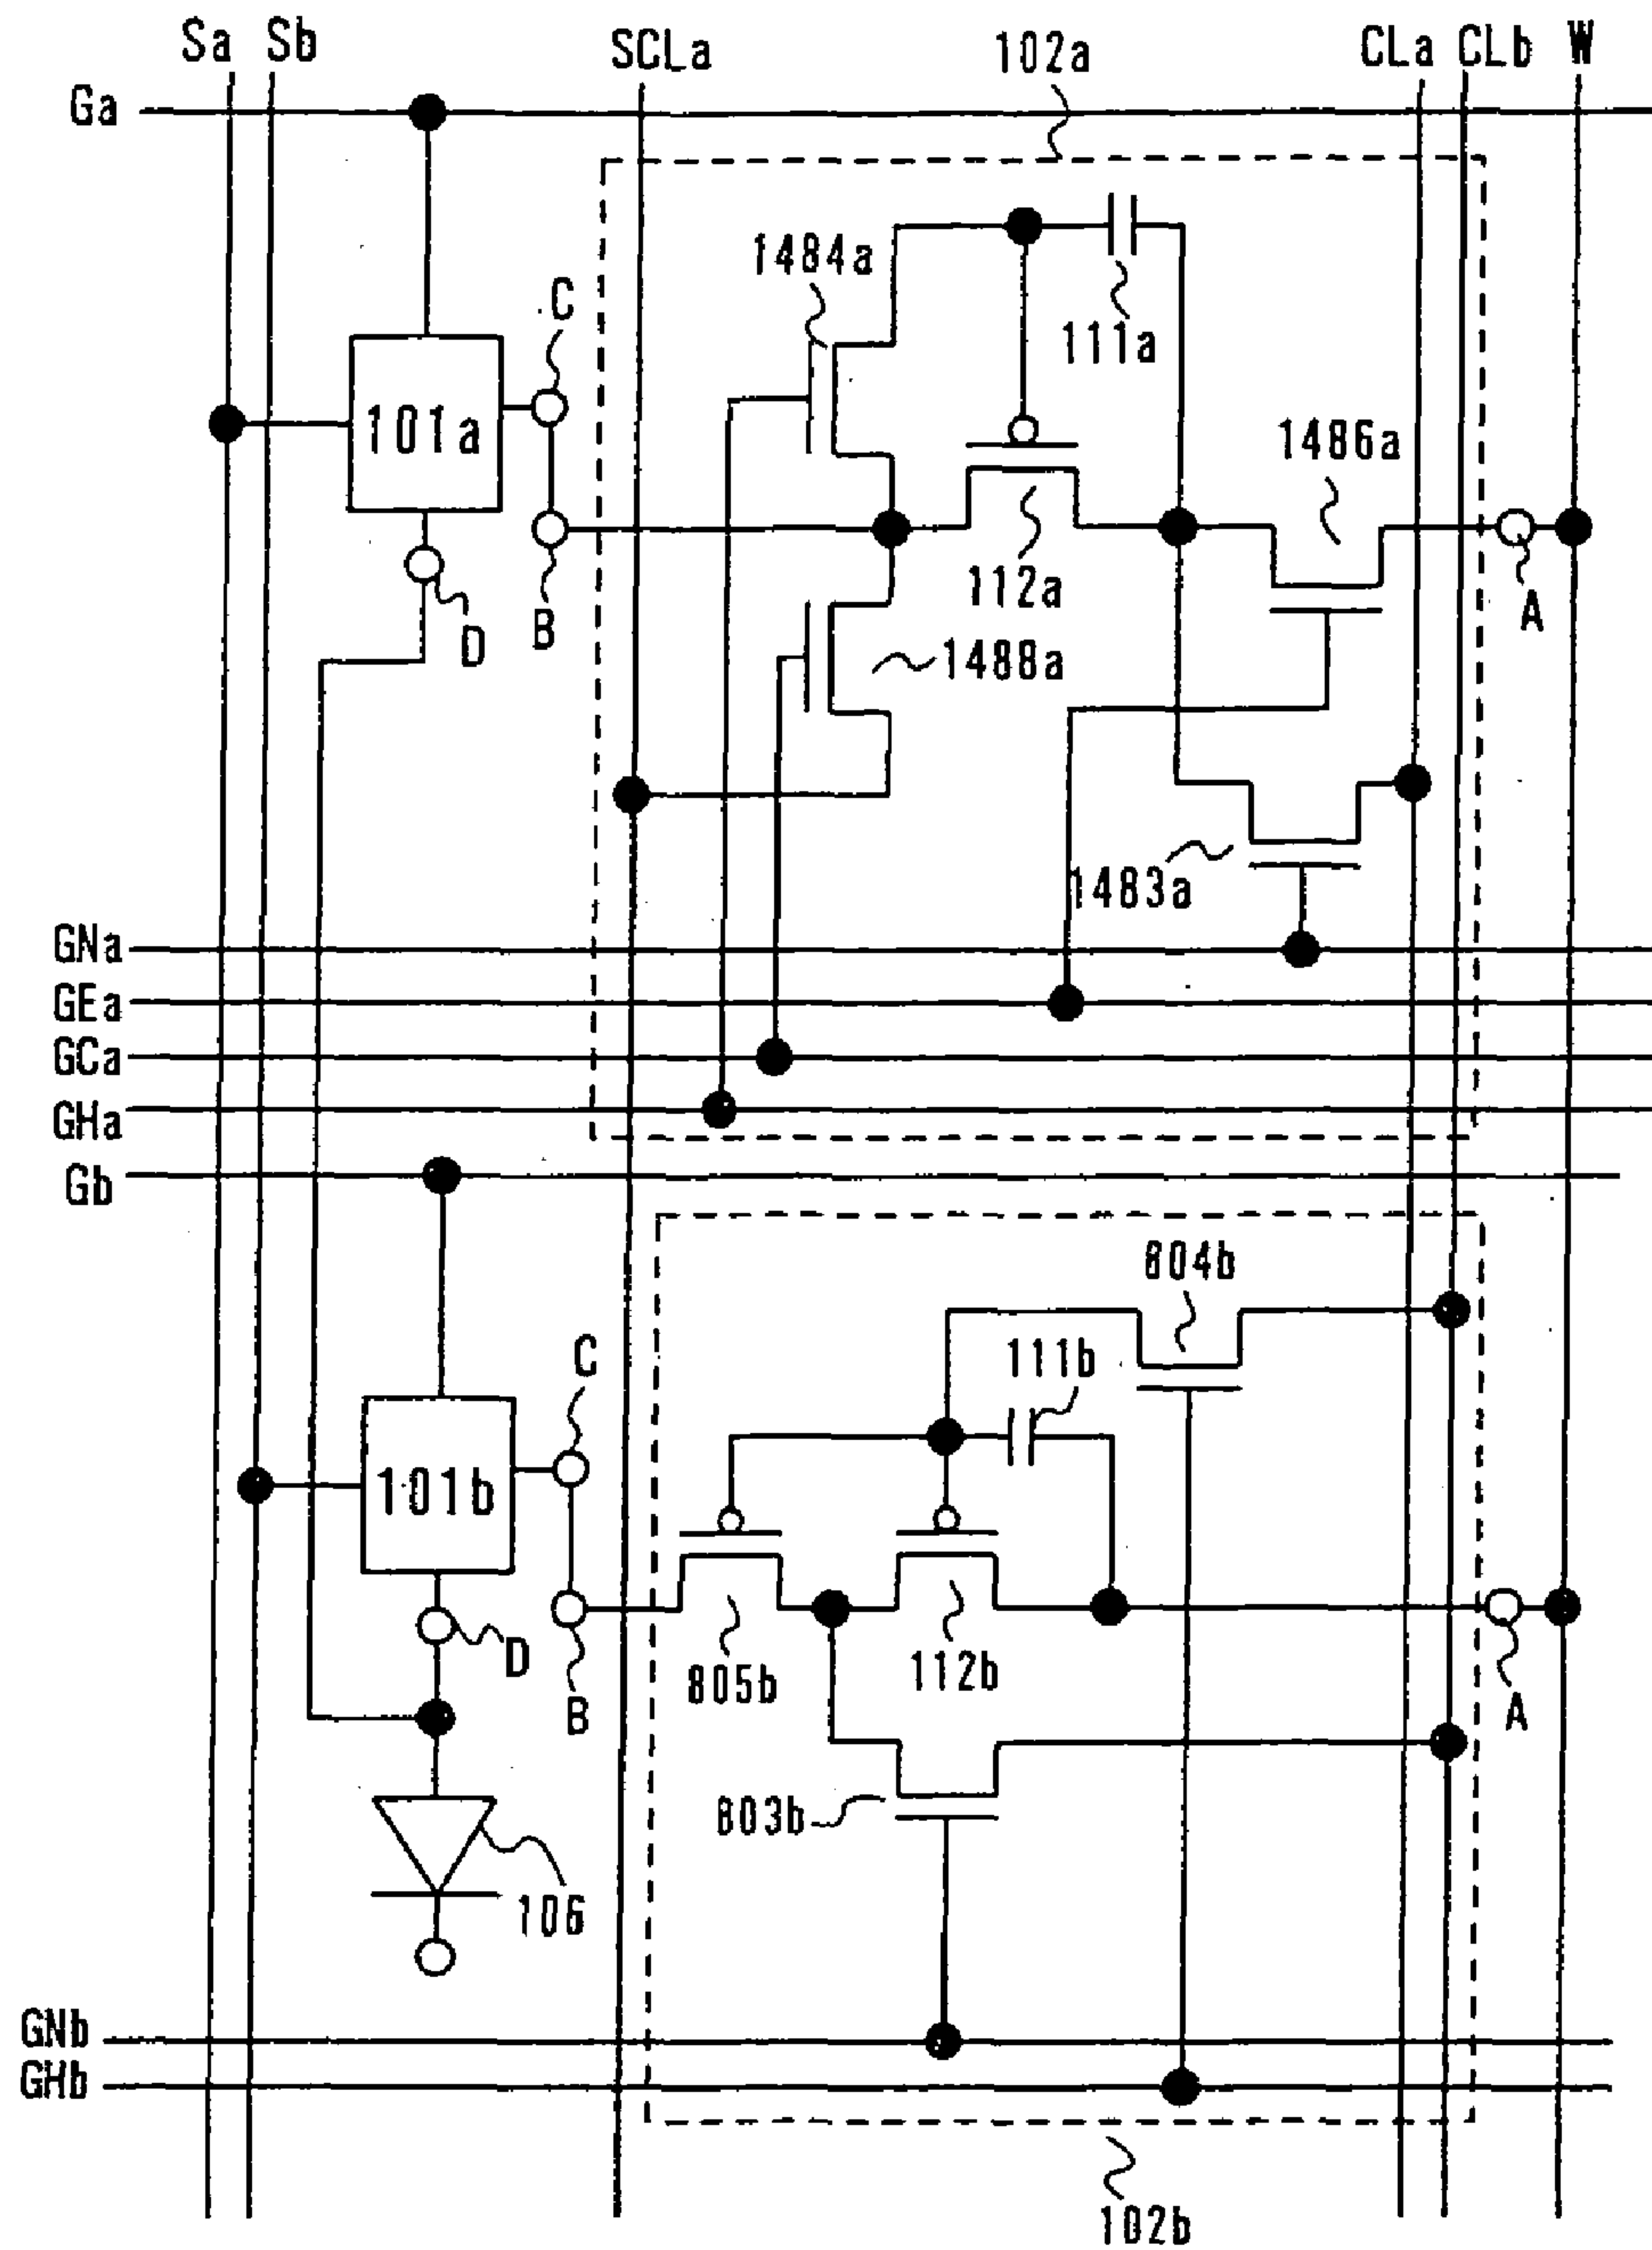 Sa Sb SCLa 102a CLa CLb W
Ga
1484a
C
111a
101a
1486a
112a
A
B
D
1488a
1483a
GNa
GEa
GCa
GHa
Gb
804b
C
111b
101b
D
805b
112b
B
A
803b
106
GNb
GHb
102b